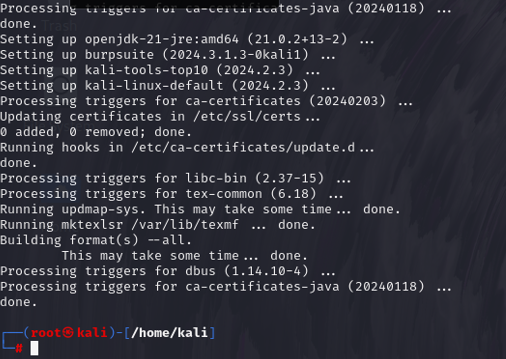 Processing triggers for ca-certificates-java (20240118) ...
done.
Setting up openjdk-21-jre:amd64 (21.0.2+13-2) ...
Setting up burpsuite (2024.3.1.3-0kali1) ...
Setting up kali-tools-top10 (2024.2.3) ...
Setting up kali-linux-default (2024.2.3) ...
Processing triggers for ca-certificates (20240203) ...
Updating certificates in /etc/ssl/certs...
0 added, 0 removed; done.
Running hooks in /etc/ca-certificates/update.d...
done.
Processing triggers for libc-bin (2.37-15) ...
Processing triggers for tex-common (6.18) ...
Running updmap-sys. This may take some time... done.
Running mktexlsr /var/lib/texmf ... done.
Building format(s) --all.
        This may take some time... done.
Processing triggers for dbus (1.14.10-4) ...
Processing triggers for ca-certificates-java (20240118) ...
done.

┌──(root㉿kali)-[/home/kali]
└─#